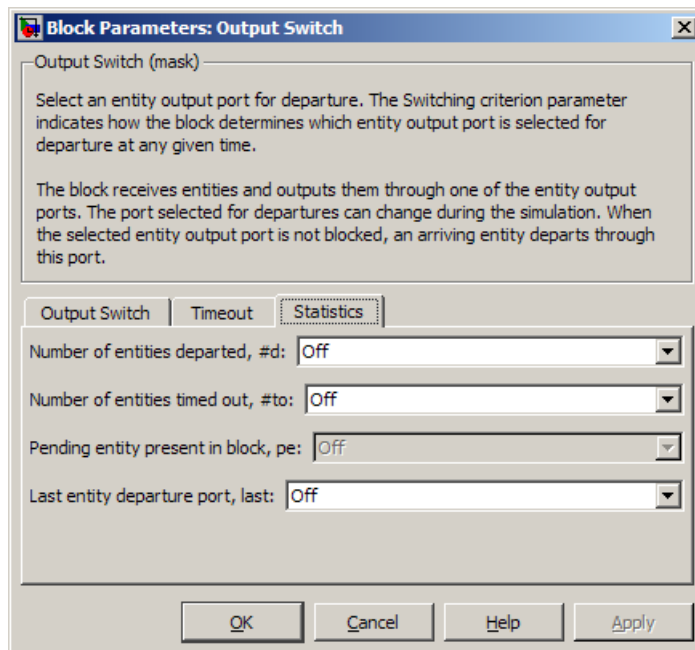 Block Parameters: Output Switch
Output Switch (mask)
Select an entity output port for departure. The Switching criterion parameter
indicates how the block determines which entity output port is selected for
departure at any given time.
The block receives entities and outputs them through one of the entity output
ports. The port selected for departures can change during the simulation. When
the selected entity output port is not blocked, an arriving entity departs through
this port.
Output Switch Timeout Statistics
Number of entities departed, #d: Off
Number of entities timed out, #to: Off
Pending entity present in block, pe: Off
Last entity departure port, last: Off
OK Cancel Help Apply